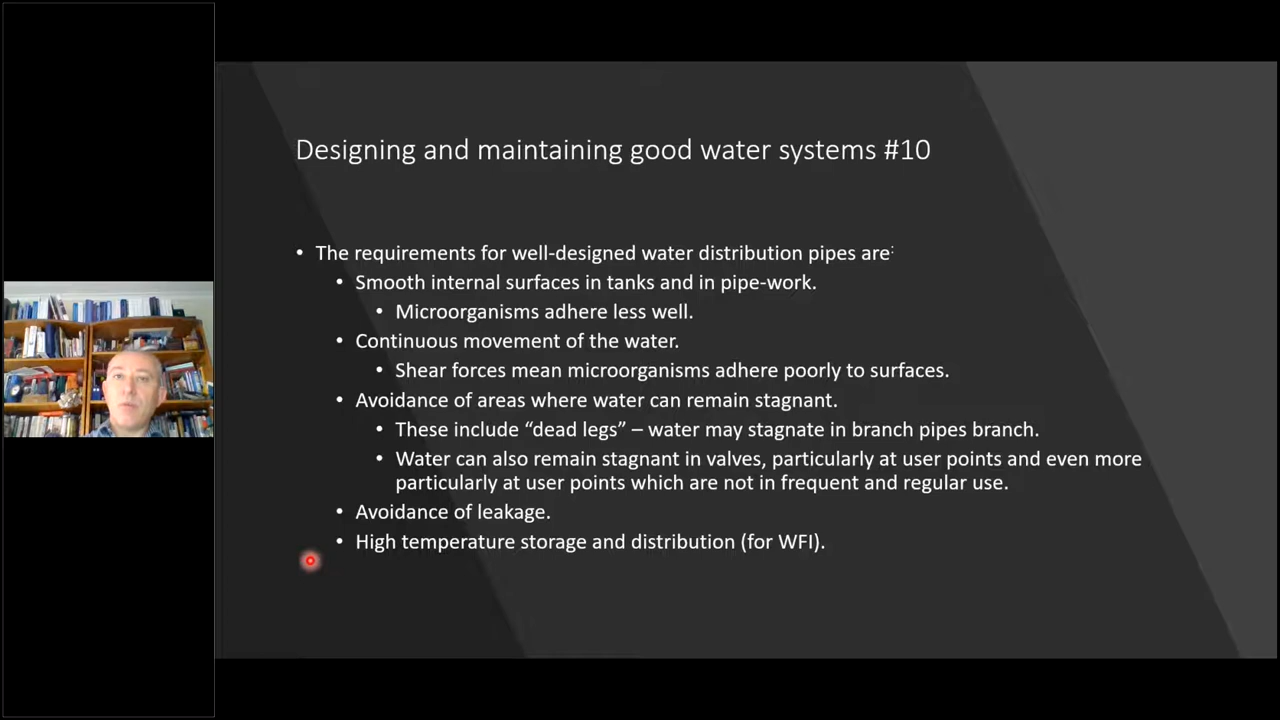 Designing and maintaining good water systems #10
• The requirements for well-designed water distribution pipes are:
• Smooth internal surfaces in tanks and in pipe-work.
• Microorganisms adhere less well.
• Continuous movement of the water.
• Shear forces mean microorganisms adhere poorly to surfaces.
• Avoidance of areas where water can remain stagnant.
• These include “dead legs” – water may stagnate in branch pipes branch.
• Water can also remain stagnant in valves, particularly at user points and even more
particularly at user points which are not in frequent and regular use.
• Avoidance of leakage.
• High temperature storage and distribution (for WFI).